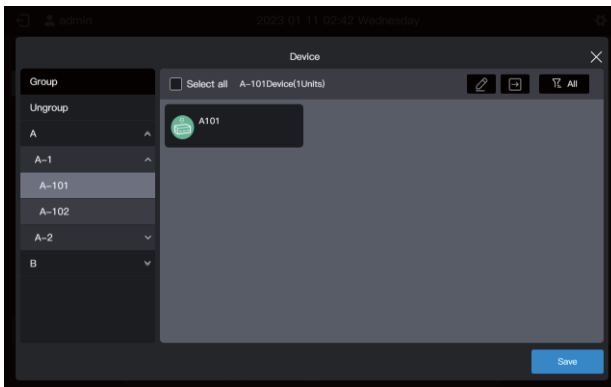 admin
2023 01 11 02:42 Wednesday
Device
Group
Select all A-101Device(1Units)
All
Ungroup
A
A101
A-1
A-101
A-102
A-2
B
Save